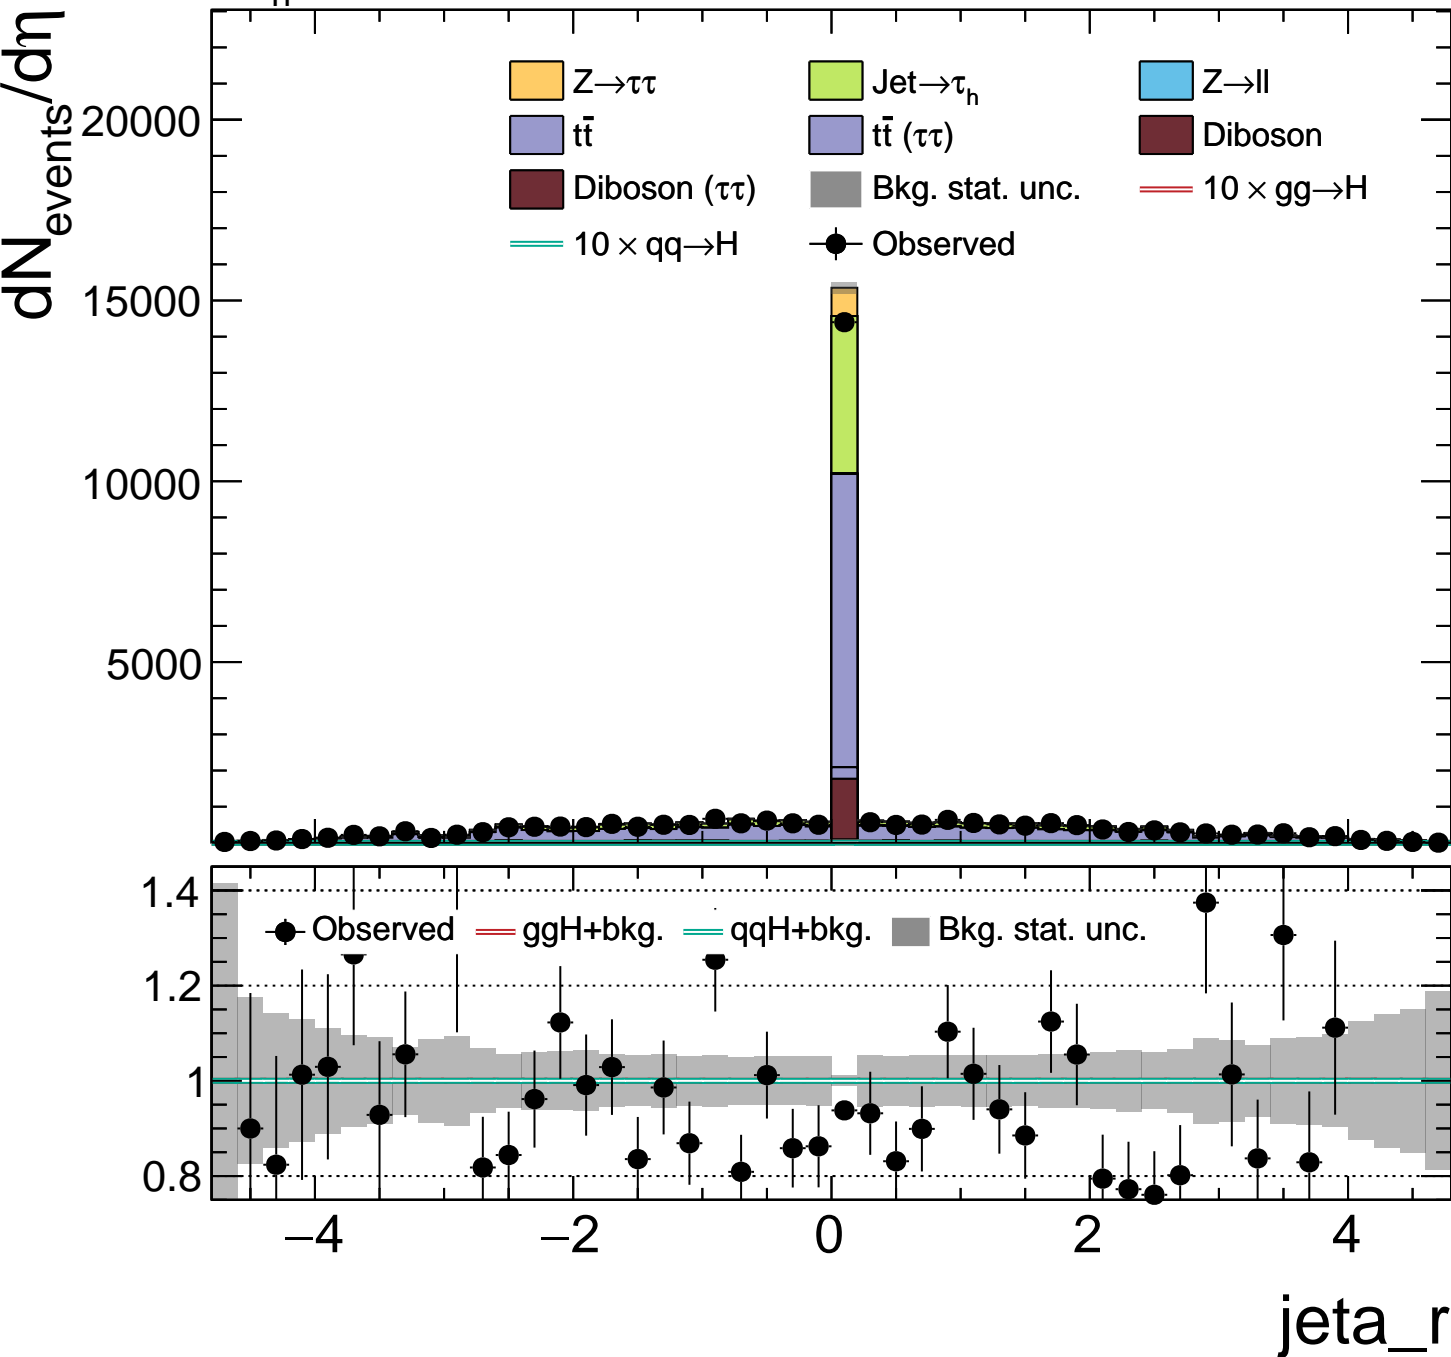 dN_events/dη
Z→ττ Jet→τ_h Z→ll
tt̄ tt̄ (ττ) Diboson
Diboson (ττ) Bkg. stat. unc. 10 × gg→H
10 × qq→H Observed
20000
15000
10000
5000
Observed ggH+bkg. qqH+bkg. Bkg. stat. unc.
1.4
1.2
1
0.8
−4 −2 0 2 4
jeta_r